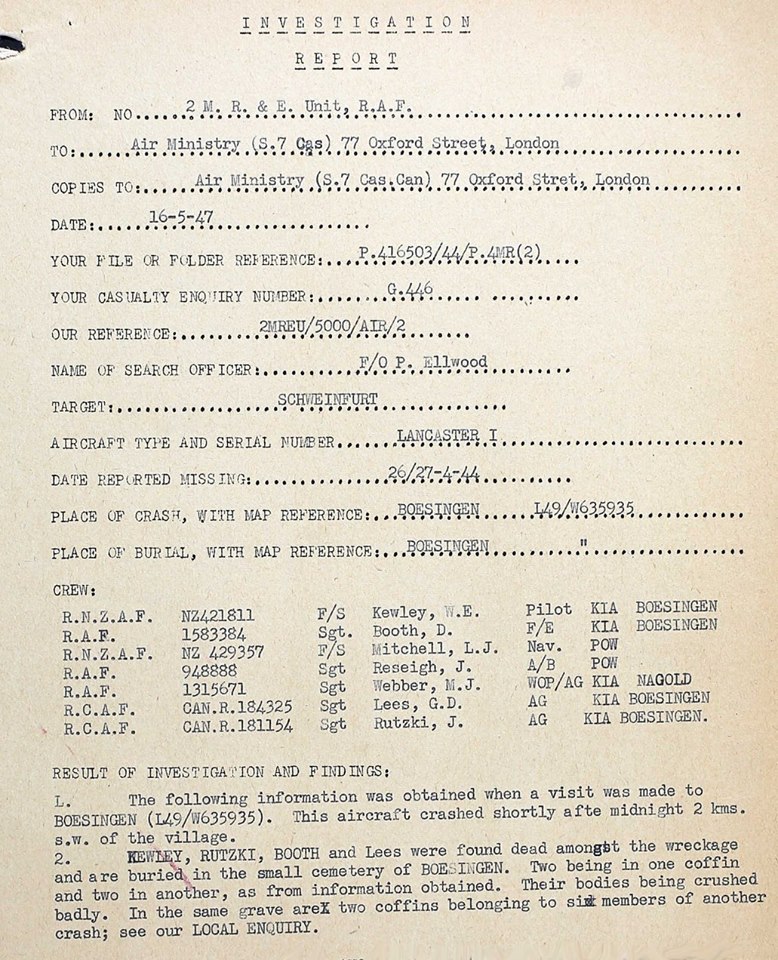 INVESTIGATION
REPORT
FROM: NO.....2 M. R. & E. Unit, R.A.F.
TO:.....Air Ministry (S.7 Cas) 77 Oxford Street, London
COPIES TO:.....Air Ministry (S.7 Cas.Can) 77 Oxford Stret, London
DATE:.....16-5-47
YOUR FILE OR FOLDER REFERENCE:...P.416503/44/P.4MR(2)
YOUR CASUALTY ENQUIRY NUMBER:.....G.446
OUR REFERENCE:.....2MREU/5000/AIR/2
NAME OF SEARCH OFFICER:.....F/O P. Ellwood
TARGET:.....SCHWEINFURT
AIRCRAFT TYPE AND SERIAL NUMBER.....LANCASTER I
DATE REPORTED MISSING:.....26/27-4-44
PLACE OF CRASH, WITH MAP REFERENCE:...BOESINGEN.....L49/W635935
PLACE OF BURIAL, WITH MAP REFERENCE:...BOESINGEN....."
CREW:
R.N.Z.A.F. NZ421811 F/S Kewley, W.E. Pilot KIA BOESINGEN
R.A.F. 1583384 Sgt. Booth, D. F/E KIA BOESINGEN
R.N.Z.A.F. NZ 429357 F/S Mitchell, L.J. Nav. POW
R.A.F. 948888 Sgt Reseigh, J. A/B POW
R.A.F. 1315671 Sgt Webber, M.J. WOP/AG KIA NAGOLD
R.C.A.F. CAN.R.184325 Sgt Lees, G.D. AG KIA BOESINGEN
R.C.A.F. CAN.R.181154 Sgt Rutzki, J. AG KIA BOESINGEN.
RESULT OF INVESTIGATION AND FINDINGS:
1. The following information was obtained when a visit was made to
BOESINGEN (L49/W635935). This aircraft crashed shortly afte midnight 2 kms.
s.w. of the village.
2. KEWLEY, RUTZKI, BOOTH and Lees were found dead amongst the wreckage
and are buried in the small cemetery of BOESINGEN. Two being in one coffin
and two in another, as from information obtained. Their bodies being crushed
badly. In the same grave areX two coffins belonging to six members of another
crash; see our LOCAL ENQUIRY.